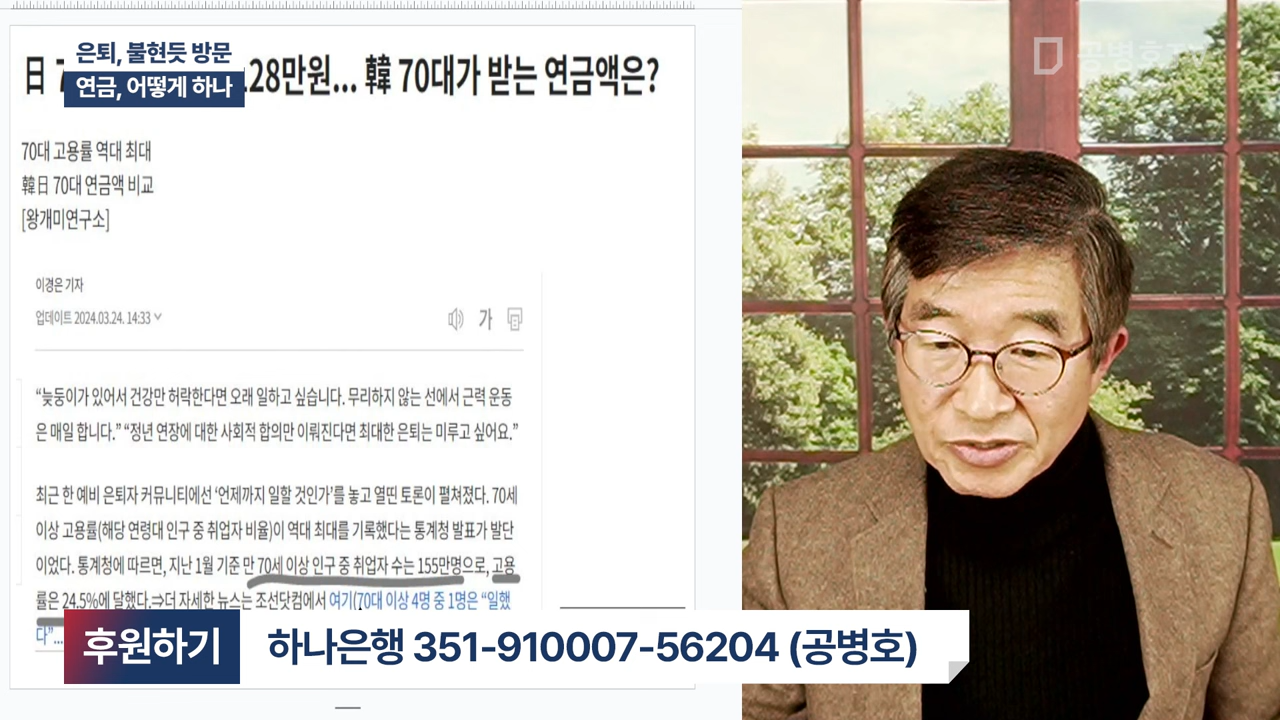 은퇴, 불현듯 방문
연금, 어떻게 하나
日 7 .28만원... 韓 70대가 받는 연금액은?
공병호
70대 고용률 역대 최대
韓日 70대 연금액 비교
[왕개미연구소]
이경은 기자
업데이트 2024.03.24. 14:33
가
“늦둥이가 있어서 건강만 허락한다면 오래 일하고 싶습니다. 무리하지 않는 선에서 근력 운동
은 매일 합니다.” “정년 연장에 대한 사회적 합의만 이뤄진다면 최대한 은퇴는 미루고 싶어요.”
최근 한 예비 은퇴자 커뮤니티에선 ‘언제까지 일할 것인가’를 놓고 열띤 토론이 펼쳐졌다. 70세
이상 고용률(해당 연령대 인구 중 취업자 비율)이 역대 최대를 기록했다는 통계청 발표가 발단
이었다. 통계청에 따르면, 지난 1월 기준 만 70세 이상 인구 중 취업자 수는 155만명으로, 고용
률은 24.5%에 달했다.⇒더 자세한 뉴스는 조선닷컴에서 여기(70대 이상 4명 중 1명은 “일했
다”...
후원하기
하나은행 351-910007-56204 (공병호)